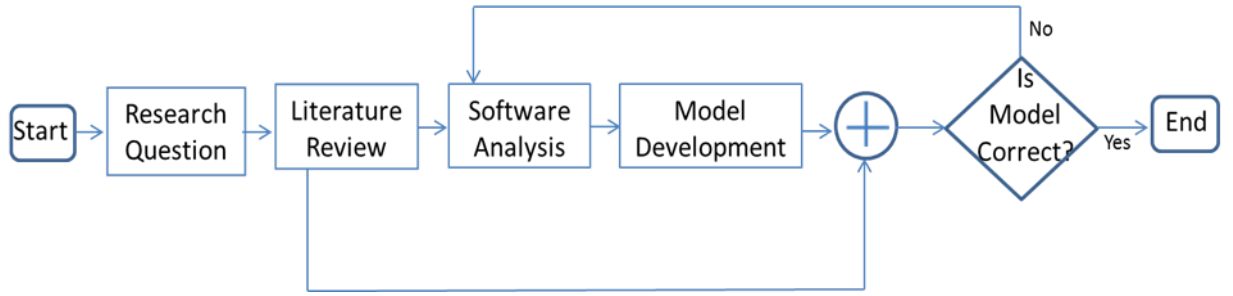 Start
Research
Question
Literature
Review
Software
Analysis
Model
Development
Is
Model
Correct?
No
Yes
End